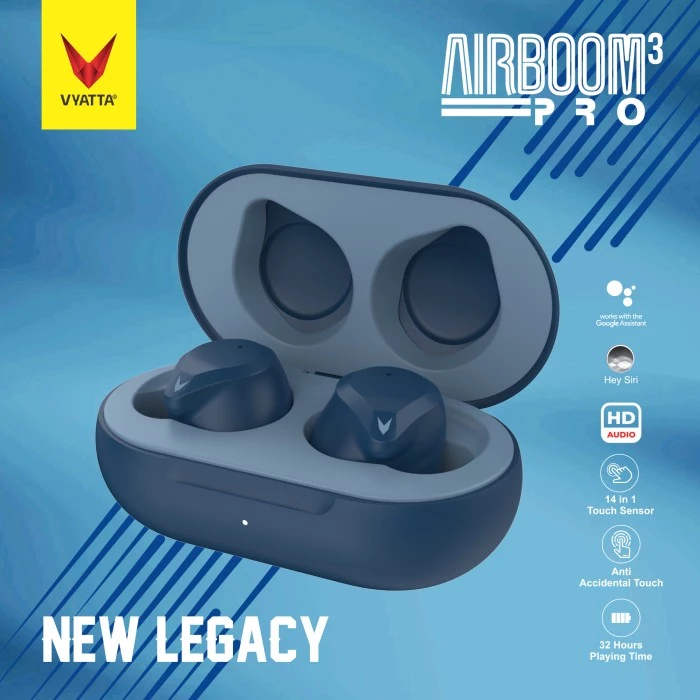 VYATTA®
AIRBOOM³
PRO
works with the
Google Assistant
Hey Siri
HD
AUDIO
14 in 1
Touch Sensor
Anti
Accidental Touch
32 Hours
Playing Time
NEW LEGACY